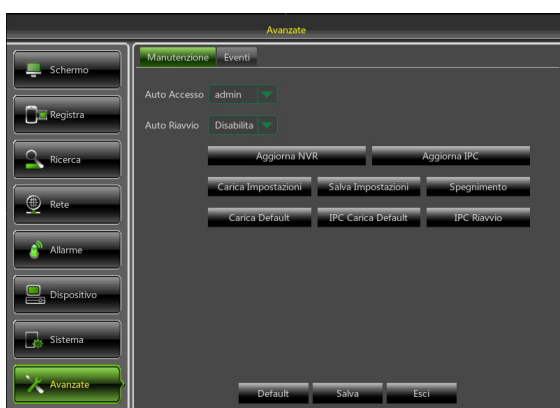 Avanzate
Schermo
Registra
Ricerca
Rete
Allarme
Dispositivo
Sistema
Avanzate
Manutenzione Eventi
Auto Accesso admin
Auto Riavvio Disabilita
Aggiorna NVR Aggiorna IPC
Carica Impostazioni Salva Impostazioni Spegnimento
Carica Default IPC Carica Default IPC Riavvio
Default Salva Esci